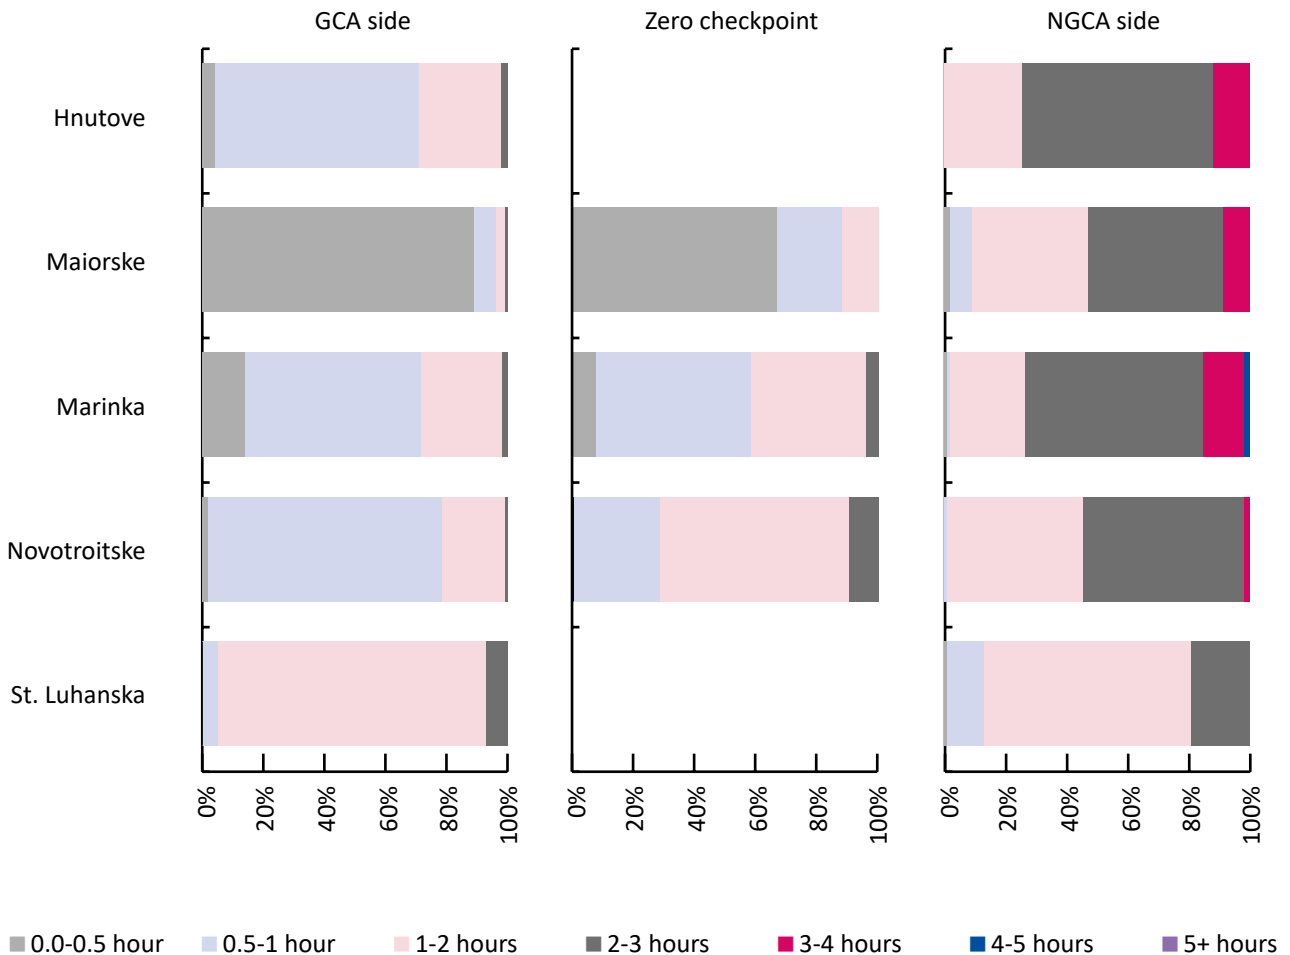 GCA side
Zero checkpoint
NGCA side
Hnutove
Maiorske
Marinka
Novotroitske
St. Luhanska
0% 20% 40% 60% 80% 100%
0% 20% 40% 60% 80% 100%
0% 20% 40% 60% 80% 100%
0.0-0.5 hour 0.5-1 hour 1-2 hours 2-3 hours 3-4 hours 4-5 hours 5+ hours